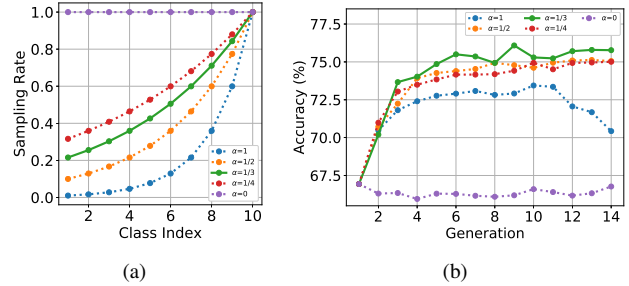 1.0
0.8
0.6
0.4
0.2
0.0
Sampling Rate
2 4 6 8 10
Class Index
α=1
α=1/2
α=1/3
α=1/4
α=0
(a)
77.5
75.0
72.5
70.0
67.5
Accuracy (%)
2 4 6 8 10 12 14
Generation
α=1 α=1/3 α=0
α=1/2 α=1/4
(b)